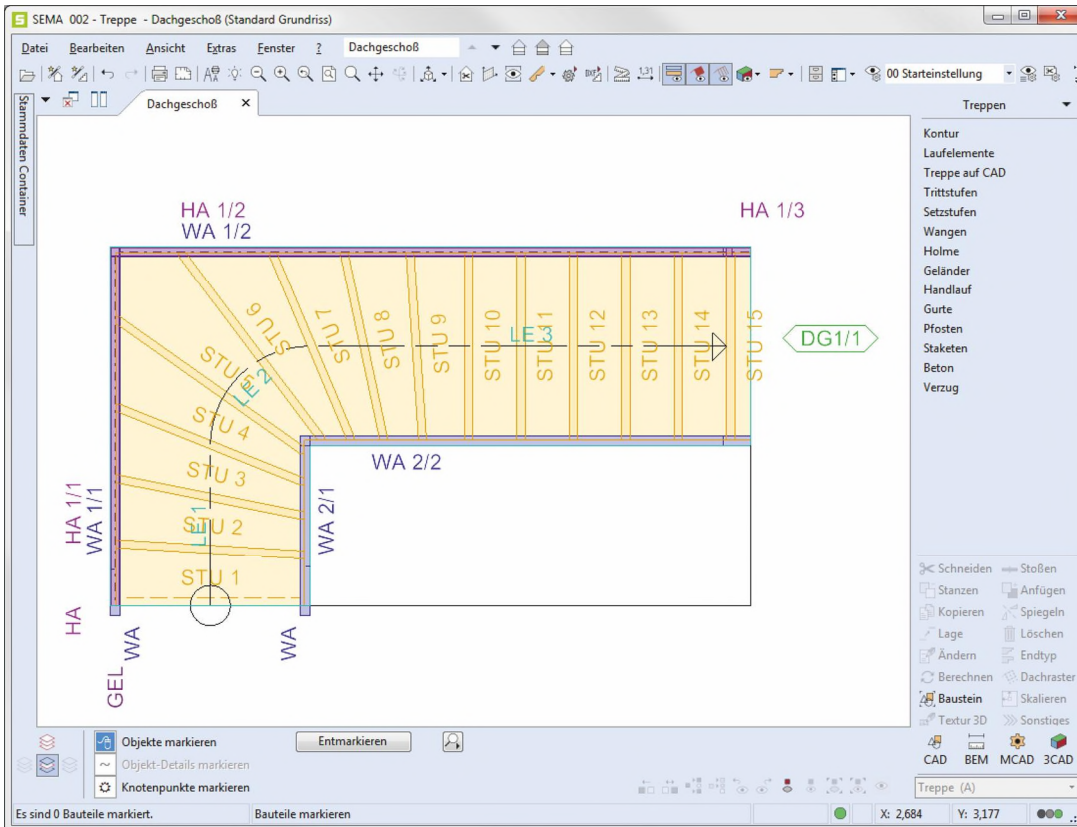 SEMA 002 - Treppe - Dachgeschoß (Standard Grundriss)
Datei Bearbeiten Ansicht Extras Fenster ? Dachgeschoß
00 Starteinstellung
Stammdaten Container
Dachgeschoß
Treppen
Kontur
Laufelemente
Treppe auf CAD
Trittstufen
Setzstufen
Wangen
Holme
Geländer
Handlauf
Gurte
Pfosten
Staketen
Beton
Verzug
HA 1/2
WA 1/2
HA 1/3
STU 6
STU 7
STU 8
STU 9
STU 10
STU 11
STU 12
STU 13
STU 14
STU 15
LE 3
DG1/1
STU 5
LE 2
STU 4
STU 3
STU 2
LE 1
STU 1
WA 2/2
WA 2/1
HA 1/1
WA 1/1
HA
WA
WA
GEL
Schneiden Stoßen
Stanzen Anfügen
Kopieren Spiegeln
Lage Löschen
Ändern Endtyp
Berechnen Dachraster
Baustein Skalieren
Textur 3D Sonstiges
CAD BEM MCAD 3CAD
Treppe (A)
Objekte markieren Entmarkieren
Objekt-Details markieren
Knotenpunkte markieren
Es sind 0 Bauteile markiert. Bauteile markieren X: 2,684 Y: 3,177